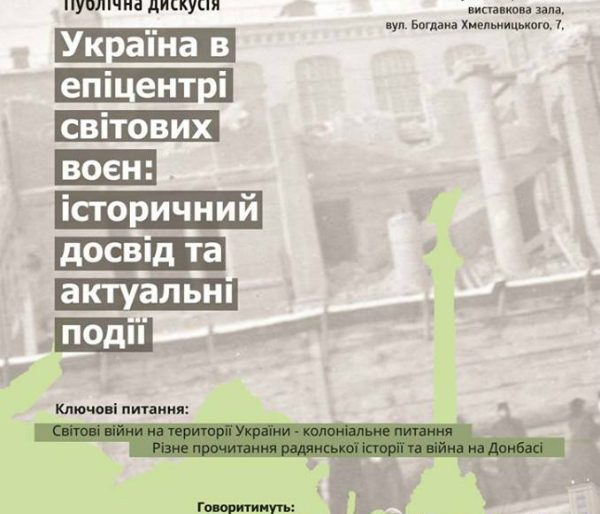 Публічна дискусія
виставкова зала,
вул. Богдана Хмельницького, 7,
Україна в
епіцентрі
світових
воєн:
історичний
досвід та
актуальні
події
Ключові питання:
Світові війни на території України - колоніальне питання
Різне прочитання радянської історії та війна на Донбасі
Говоритимуть: